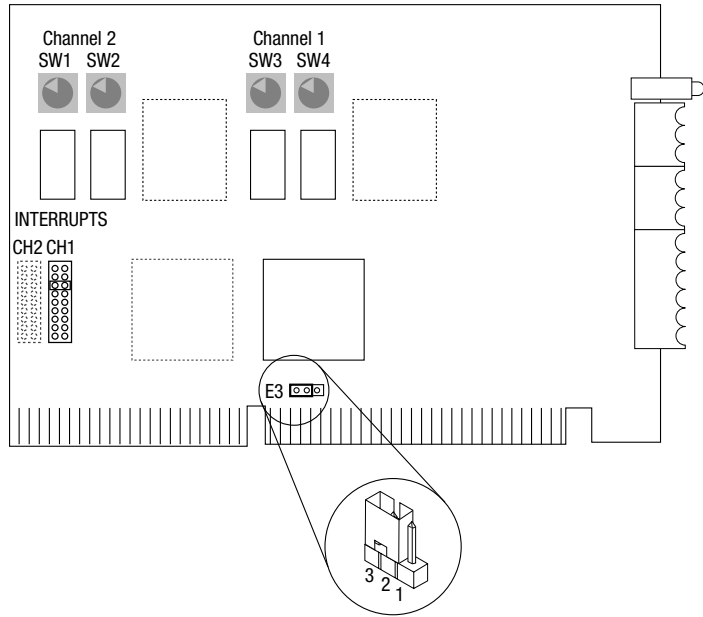 Channel 2
SW1 SW2
Channel 1
SW3 SW4
INTERRUPTS
CH2 CH1
E3
3 2 1